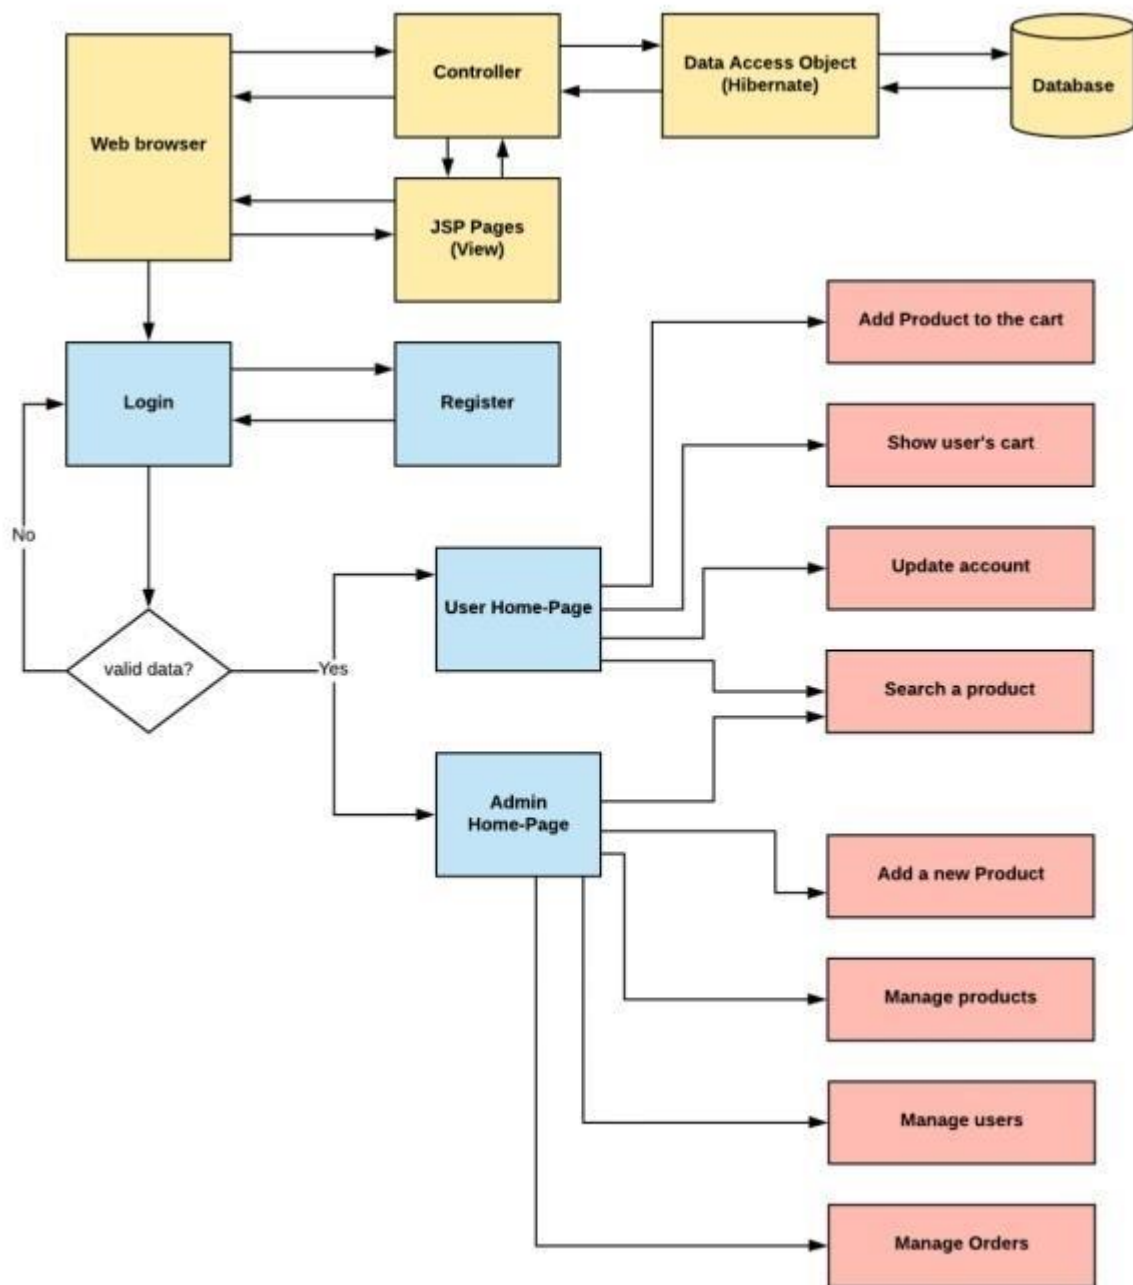 Controller
Data Access Object
(Hibernate)
Database
Web browser
JSP Pages
(View)
Add Product to the cart
Login
Register
Show user's cart
No
Update account
User Home-Page
valid data?
Yes
Search a product
Admin
Home-Page
Add a new Product
Manage products
Manage users
Manage Orders